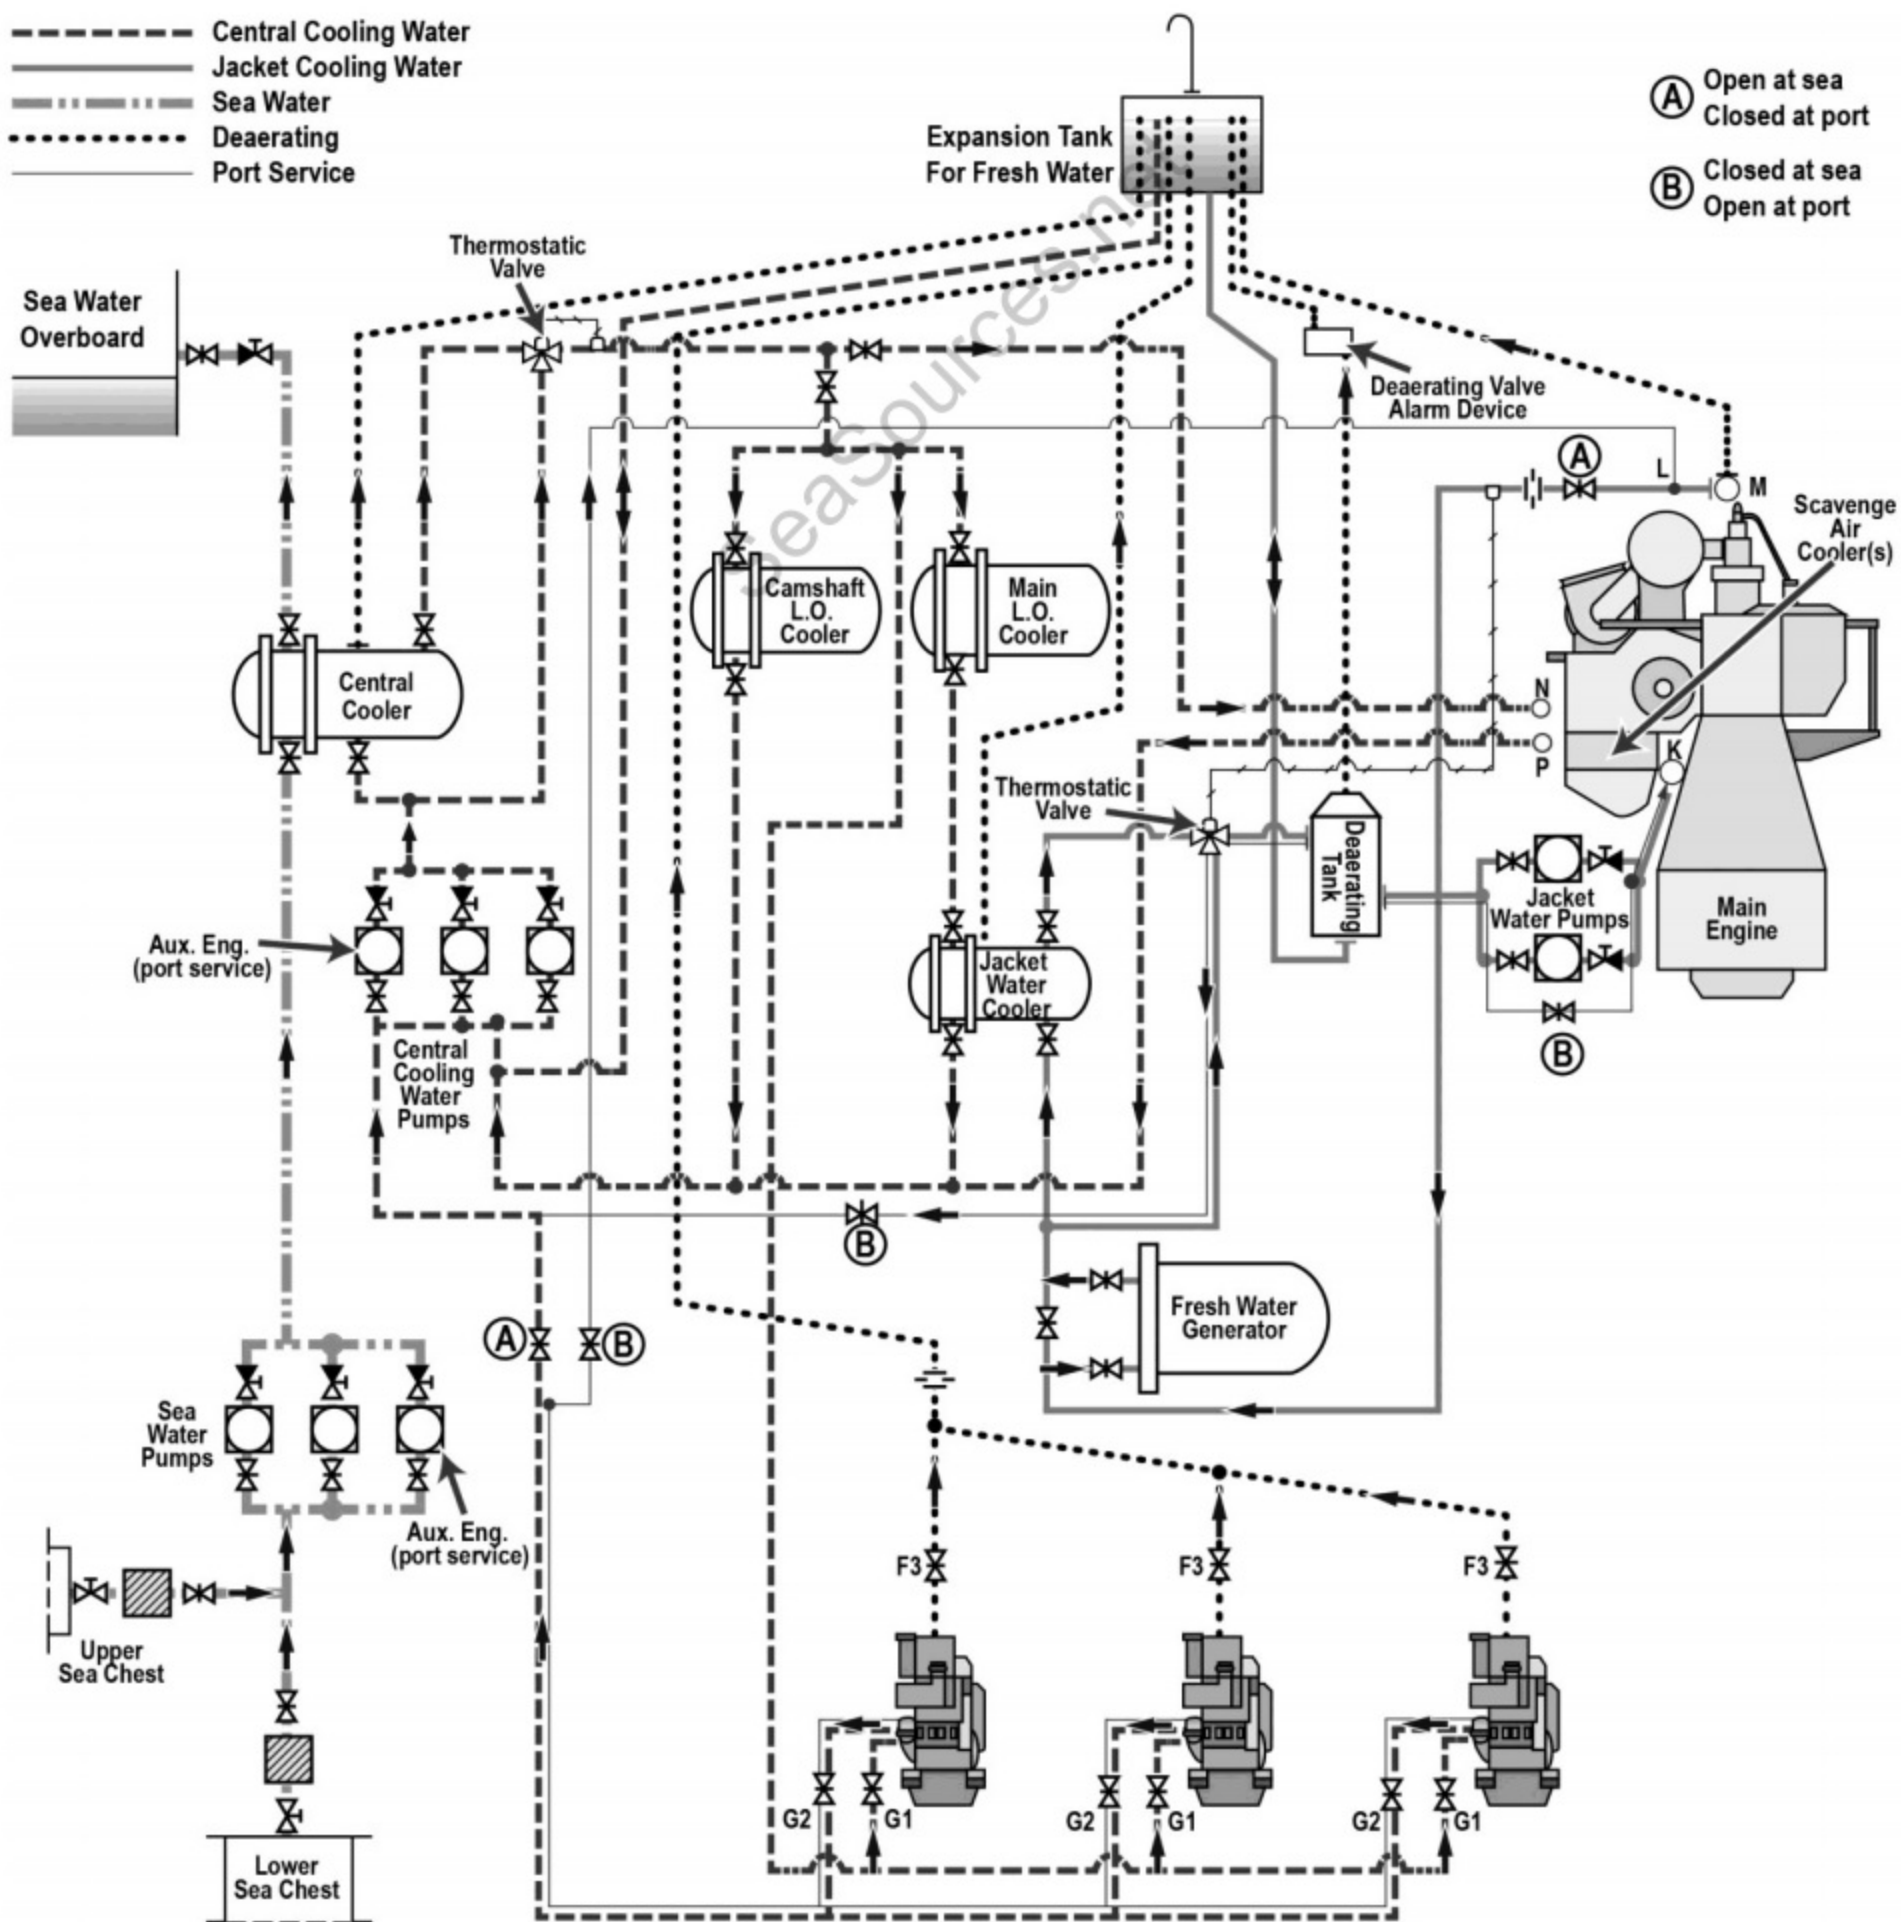 Central Cooling Water
Jacket Cooling Water
Sea Water
Deaerating
Port Service
Expansion Tank
For Fresh Water
A
Open at sea
Closed at port
B
Closed at sea
Open at port
Thermostatic
Valve
Sea Water
Overboard
Deaerating Valve
Alarm Device
A
L
M
Scavenge
Air
Cooler(s)
SeaSources.net
Camshaft
L.O.
Cooler
Main
L.O.
Cooler
Central
Cooler
N
P
K
Thermostatic
Valve
Deaerating
Tank
Jacket
Water Pumps
Main
Engine
Aux. Eng.
(port service)
Jacket
Water
Cooler
Central
Cooling
Water
Pumps
B
B
Fresh Water
Generator
A
B
Sea
Water
Pumps
Aux. Eng.
(port service)
F3
F3
F3
Upper
Sea Chest
G2
G1
G2
G1
G2
G1
Lower
Sea Chest